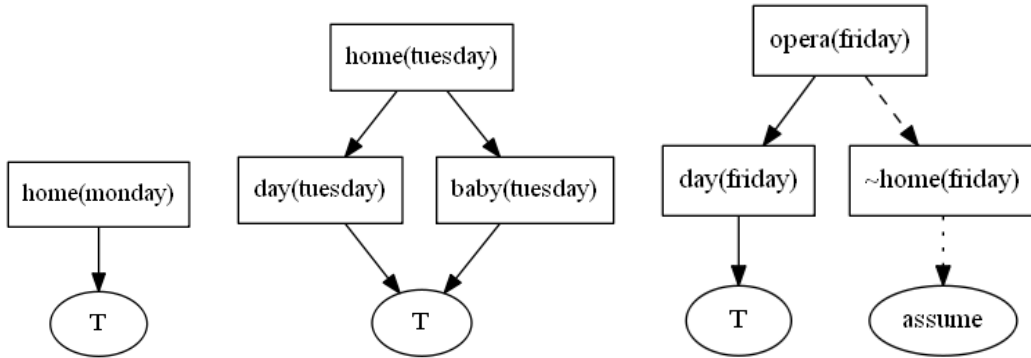 home(tuesday)
opera(friday)
home(monday)
day(tuesday)
baby(tuesday)
day(friday)
~home(friday)
T
T
T
assume